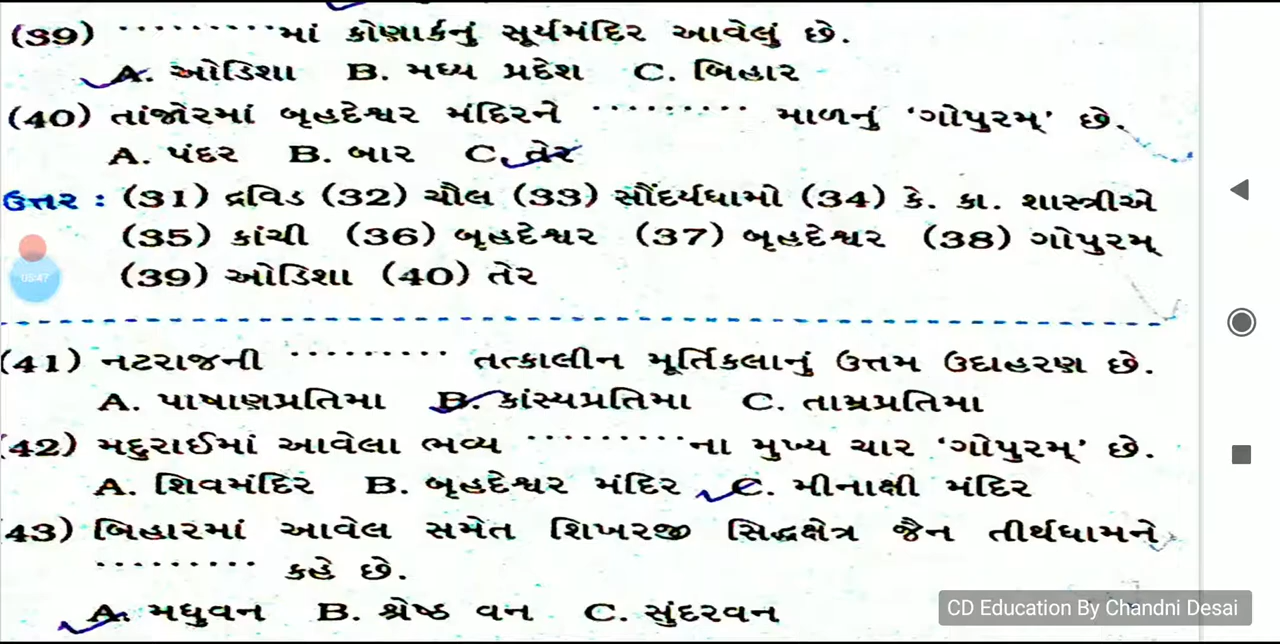 (39) ·········માં કોણાર્કનું સૂર્યમંદિર આવેલું છે.
A. ઓડિશા B. મધ્ય પ્રદેશ C. બિહાર
(40) તાંજોરમાં બૃહદેશ્વર મંદિરને ········· માળનું ‘ગોપુરમ્’ છે.
A. પંદર B. બાર C. તેર
ઉત્તર : (31) દ્રવિડ (32) ચૌલ (33) સૌંદર્યધામો (34) કે. કા. શાસ્ત્રીએ
(35) કાંચી (36) બૃહદેશ્વર (37) બૃહદેશ્વર (38) ગોપુરમ્
(39) ઓડિશા (40) તેર
05:47
(41) નટરાજની ········· તત્કાલીન મૂર્તિકલાનું ઉત્તમ ઉદાહરણ છે.
A. પાષાણપ્રતિમા B. કાંસ્યપ્રતિમા C. તામ્રપ્રતિમા
42) મદુરાઈમાં આવેલા ભવ્ય ·········ના મુખ્ય ચાર ‘ગોપુરમ્’ છે.
A. શિવમંદિર B. બૃહદેશ્વર મંદિર C. મીનાક્ષી મંદિર
43) બિહારમાં આવેલ સમેત શિખરજી સિદ્ધક્ષેત્ર જૈન તીર્થધામને
········· કહે છે.
A. મધુવન B. શ્રેષ્ઠ વન C. સુંદરવન
CD Education By Chandni Desai